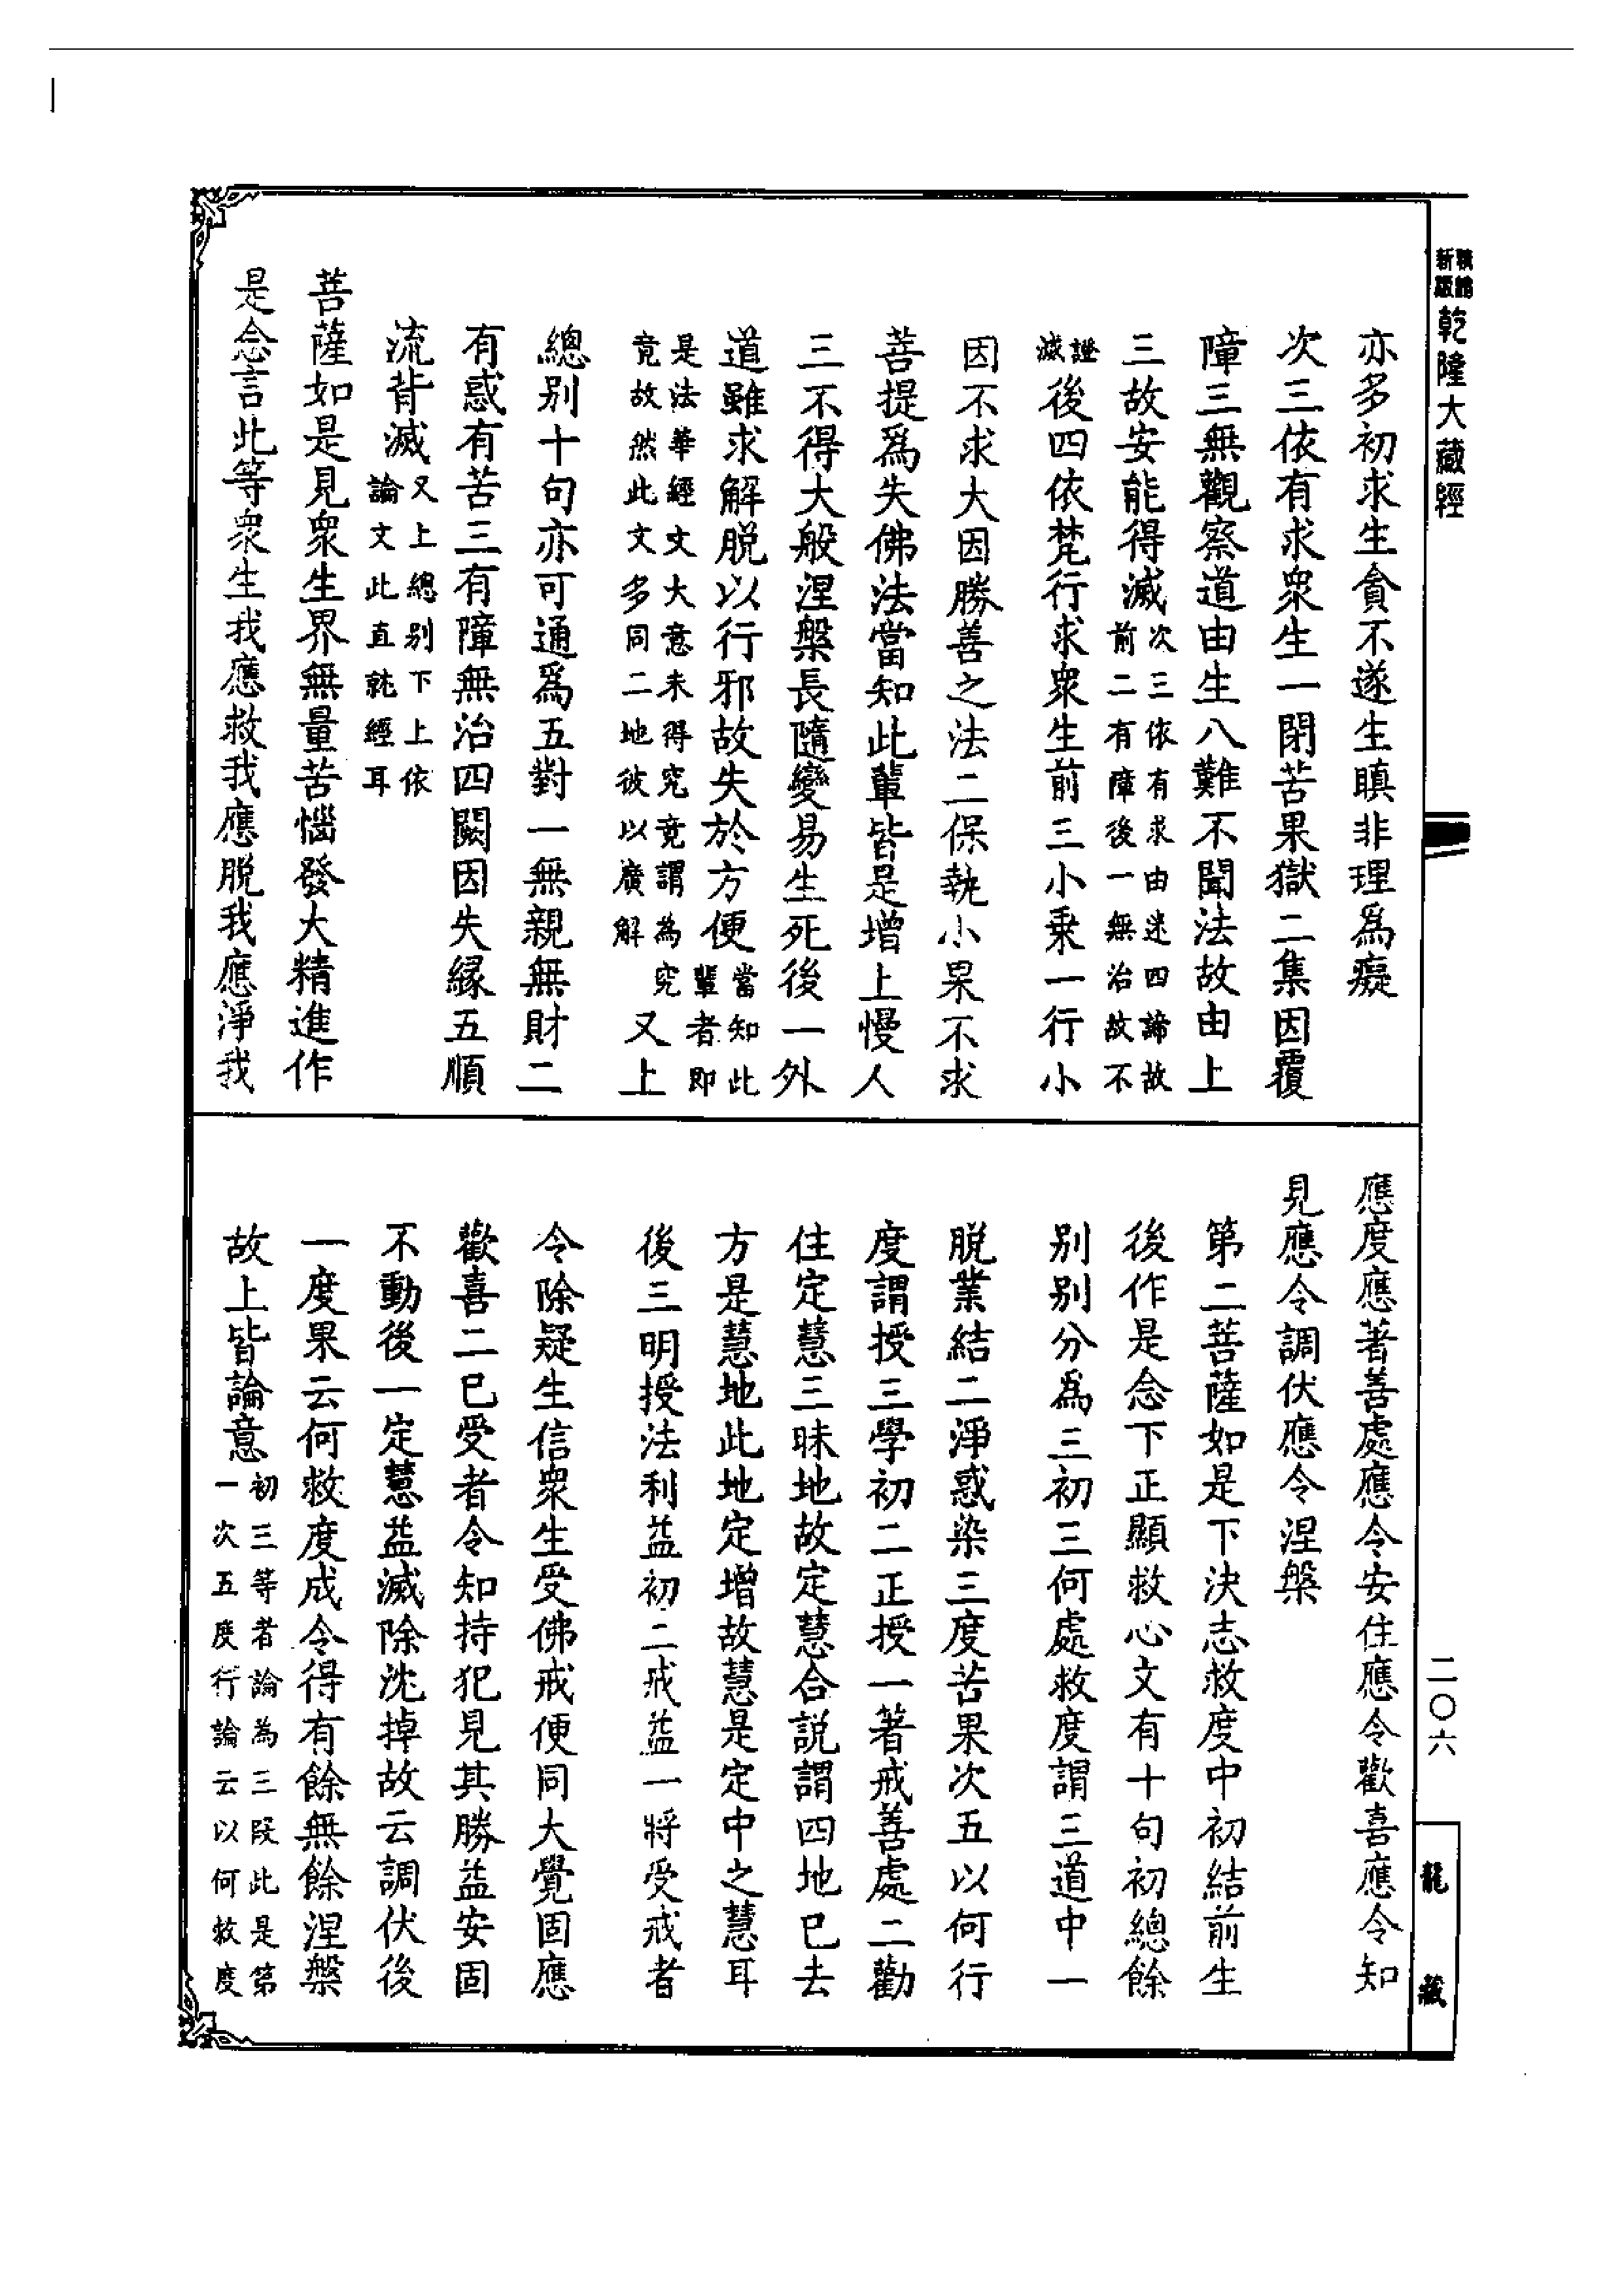 乾隆大藏經
亦多初求生貪不遂生瞋非理爲癡
次三依有求衆生一閉苦果獄二集因覆
障三無觀察道由生八難不聞法故由上
三故安能得滅次三依有求由迷四諦故前二有障後一無治故不
證滅後四依梵行求衆生前三小乘一行小
因不求大因勝善之法二保執小果不求
菩提爲失佛法當知此輩皆是增上慢人
三不得大般涅槃長隨變易生死後一外
道雖求解脫以行邪故失於方便當知此輩者即
是法華經文大意未得究竟謂為究竟故然此文多同二地彼以廣解又上
總別十句亦可通爲五對一無親無財二
有惑有苦三有障無治四闕因失緣五順
流背滅又上總別下上依論文此直就經耳
菩薩如是見衆生界無量苦惱發大精進作
是念言此等衆生我應救我應脫我應淨我
應度應著善處應令安住應令歡喜應令知
見應令調伏應令涅槃
第二菩薩如是下決志救度中初結前生
後作是念下正顯救心文有十句初總餘
別別分為三初三何處救度謂三道中一
脫業結二淨惑染三度苦果次五以何行
度謂授三學初二正授一著戒善處二勸
住定慧三昧地故定慧合說謂四地已去
方是慧地此地定增故慧是定中之慧耳
後三明授法利益初二戒益一將受戒者
令除疑生信衆生受佛戒便同大覺固應
歡喜二已受者令知持犯見其勝益安固
不動後一定慧益滅除沈掉故云調伏後
一度果云何救度成令得有餘無餘涅槃
故上皆論意初三等者論為三段此是第一次五度行論云以何救度
二〇六
龍藏